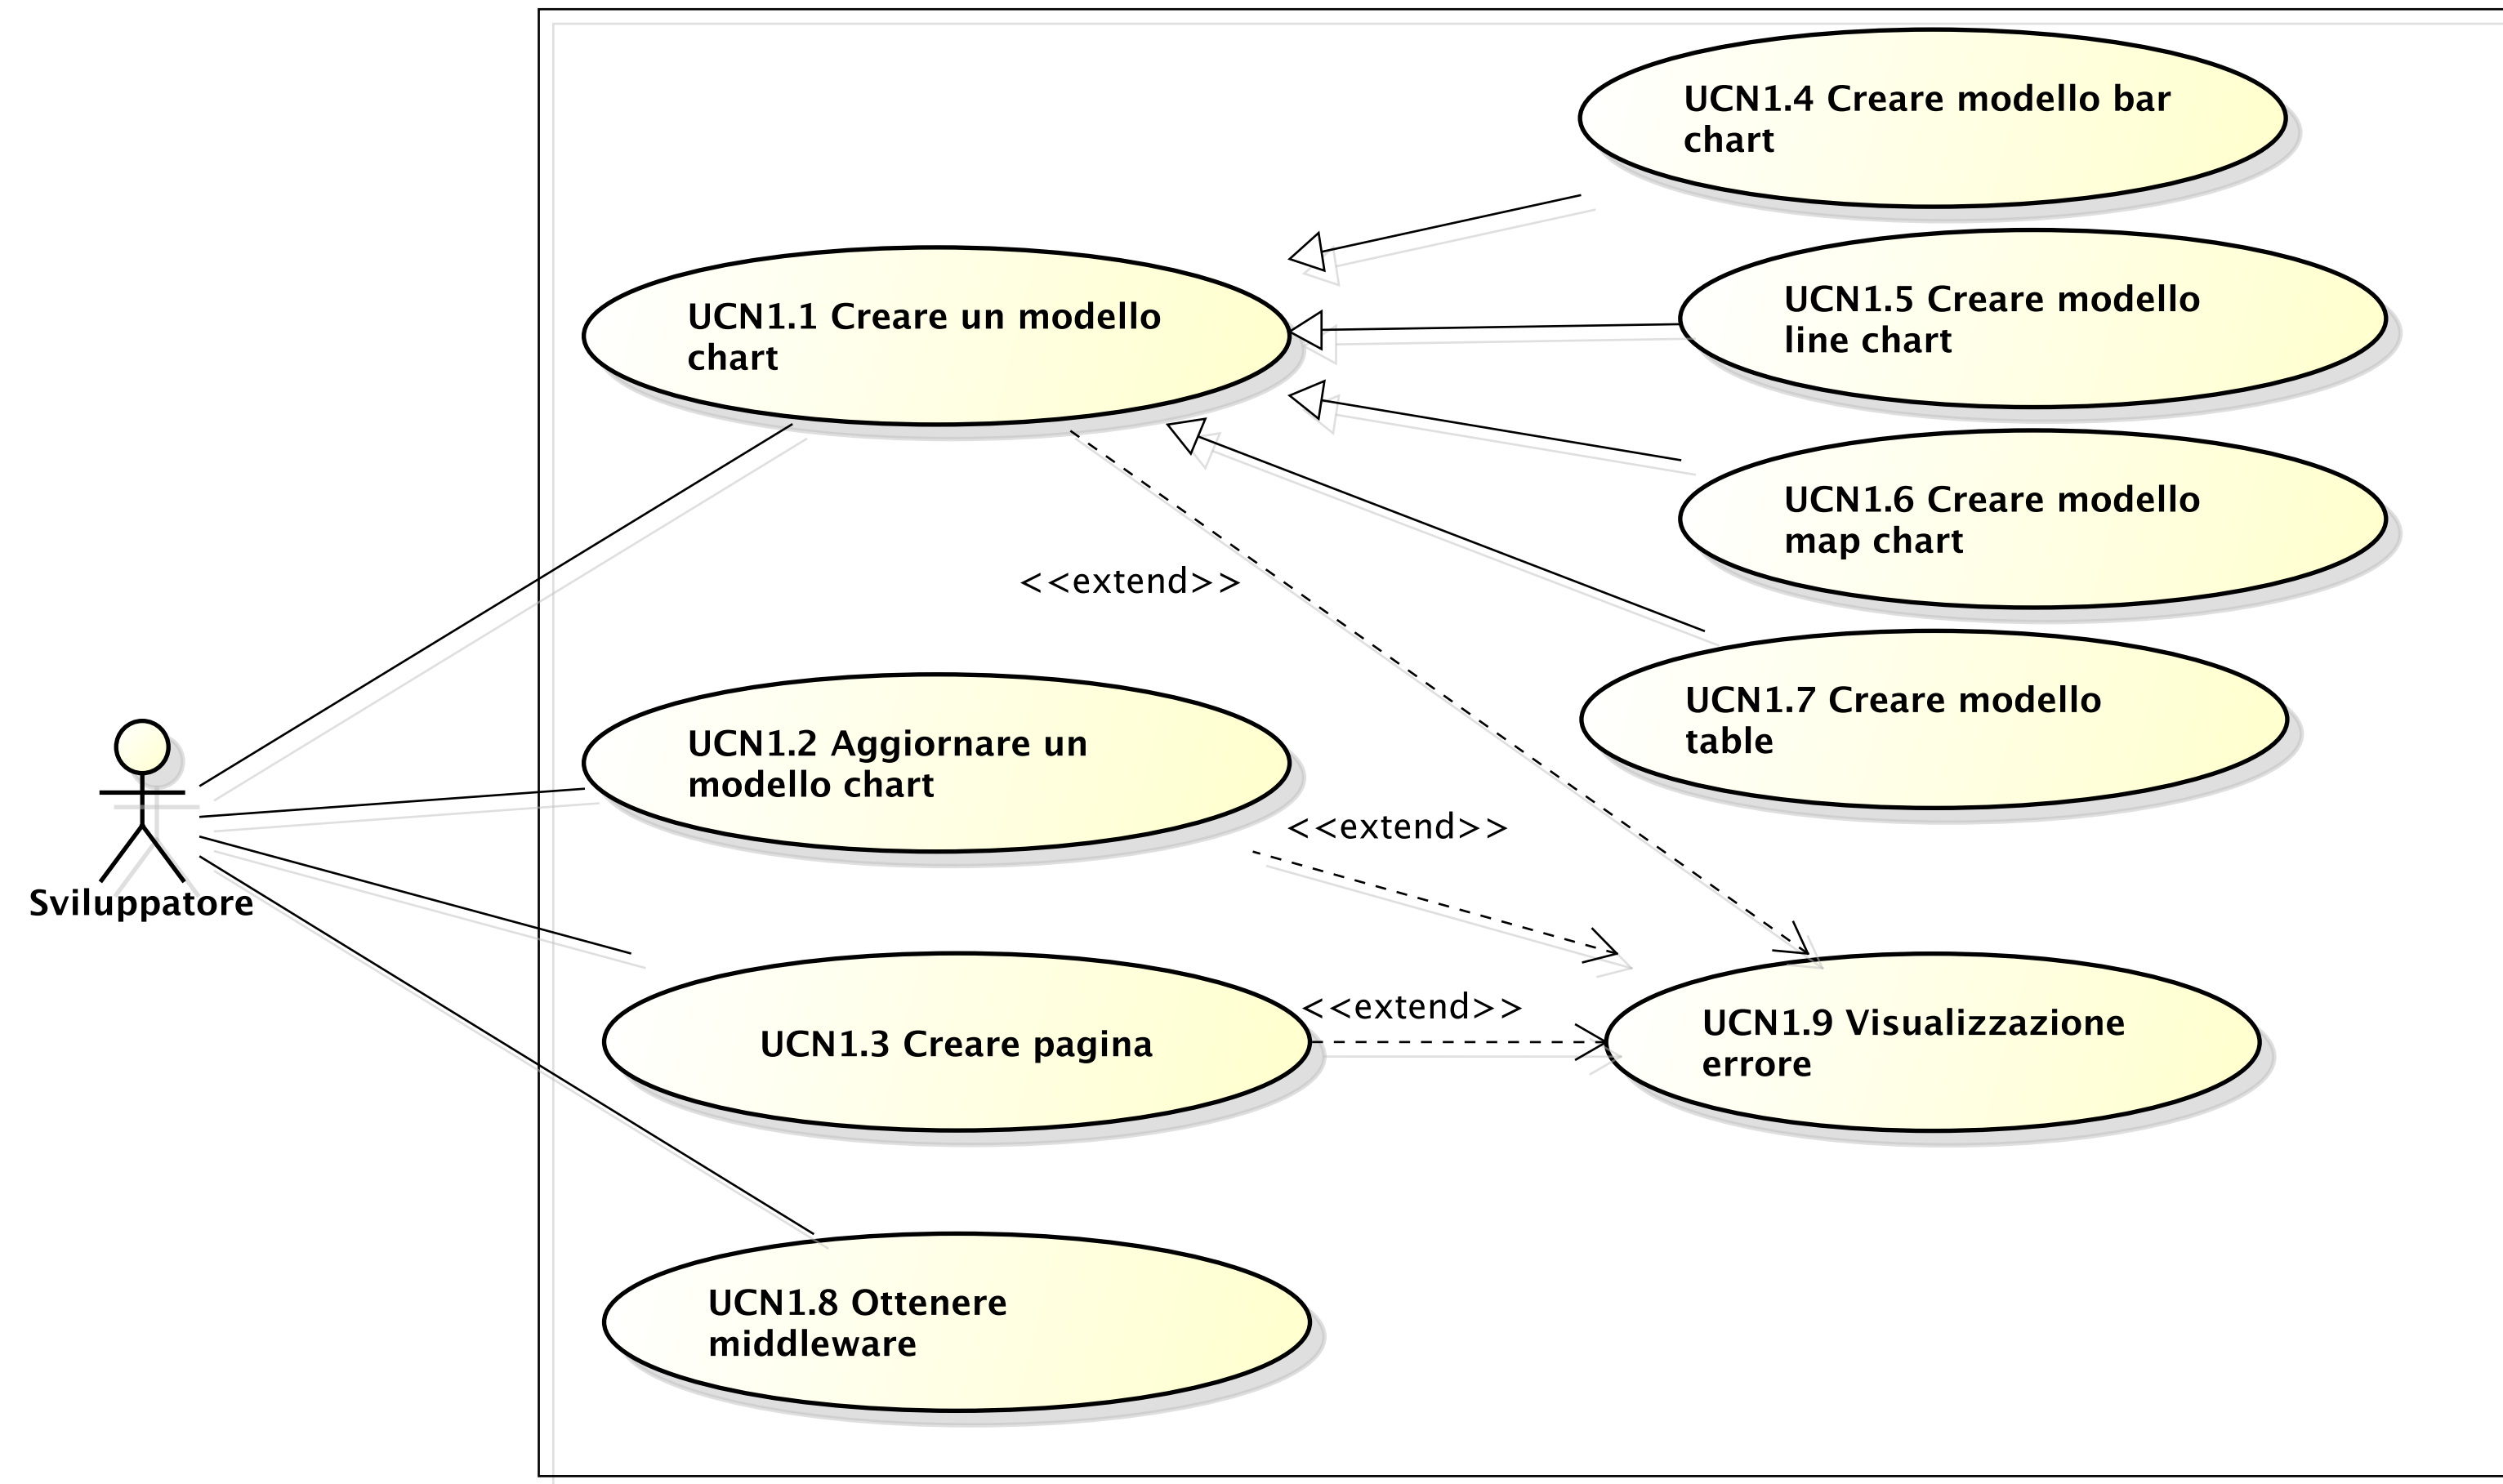 UCN1.4 Creare modello bar
chart
UCN1.1 Creare un modello
chart
UCN1.5 Creare modello
line chart
UCN1.6 Creare modello
map chart
<<extend>>
UCN1.7 Creare modello
table
UCN1.2 Aggiornare un
modello chart
<<extend>>
Sviluppatore
<<extend>>
UCN1.3 Creare pagina
UCN1.9 Visualizzazione
errore
UCN1.8 Ottenere
middleware